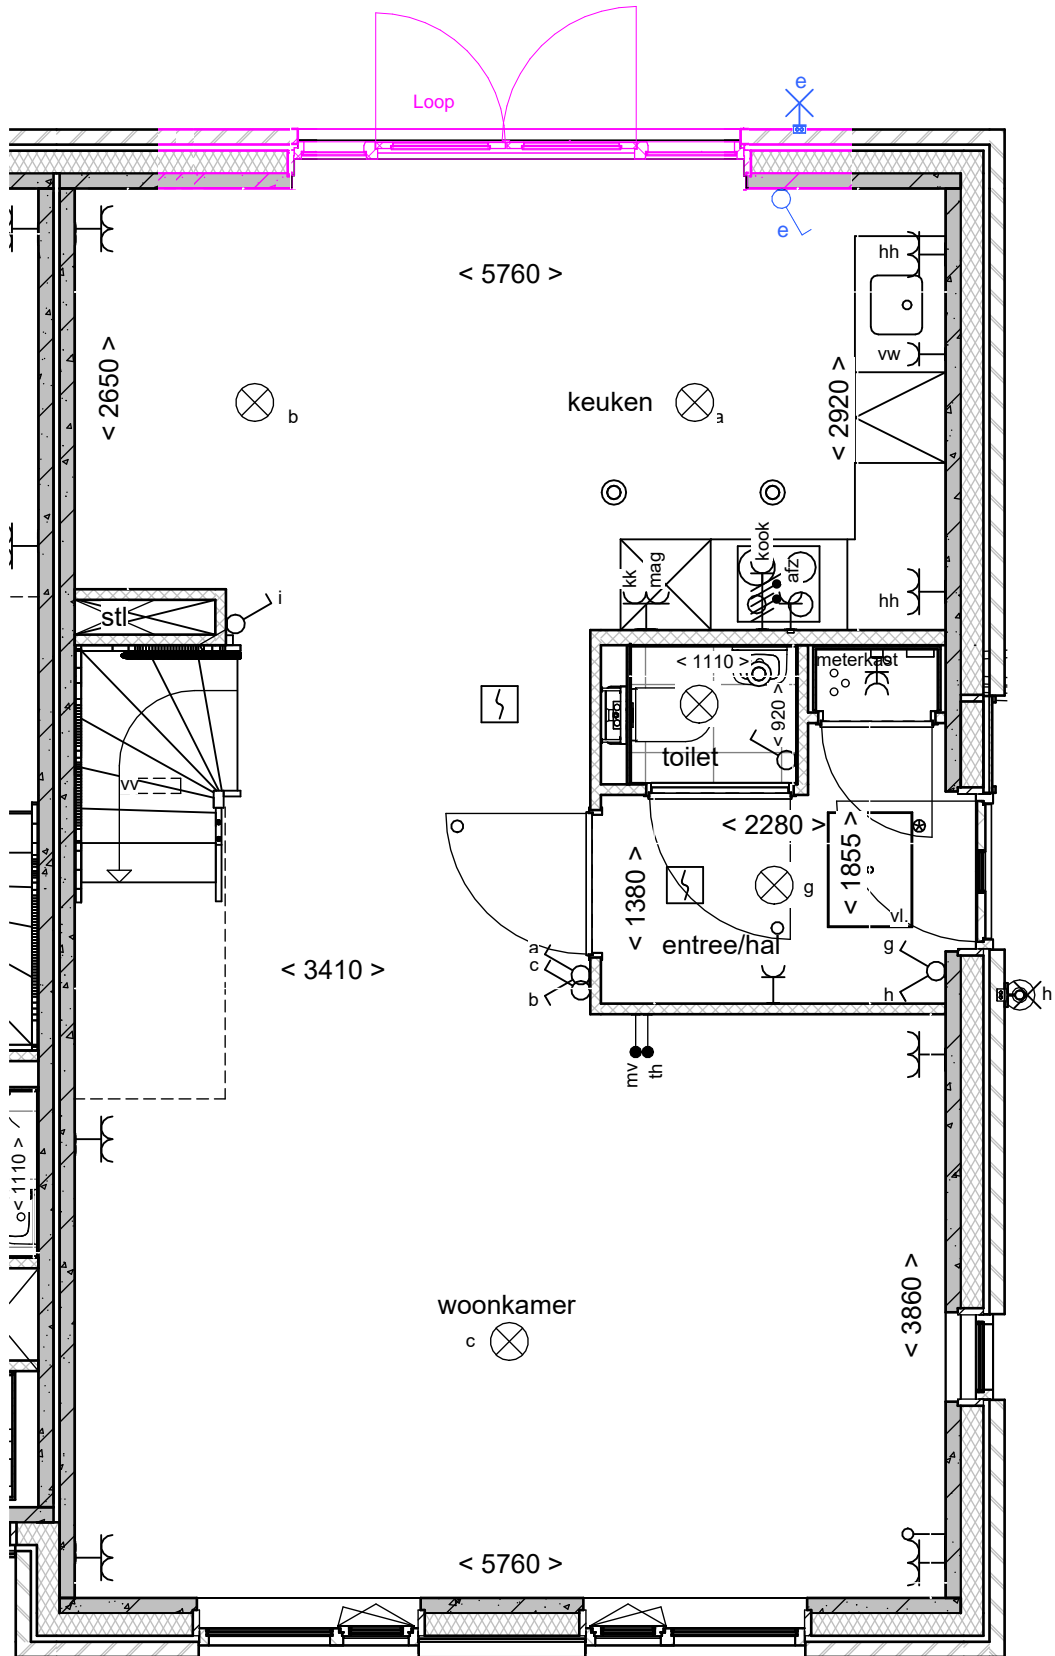 Loop
e
e
hh
< 5760 >
vw
< 2650 >
< 2920 >
keuken
b
a
kook
kk
mag
afz
hh
stl
i
< 1110 >
meterkast
< 920 >
toilet
vv
< 2280 >
< 1855 >
< 1380 >
g
vl.
entree/hal
a
c
b
g
h
h
< 3410 >
mv
th
< 1110 >
< 3860 >
woonkamer
c
< 5760 >